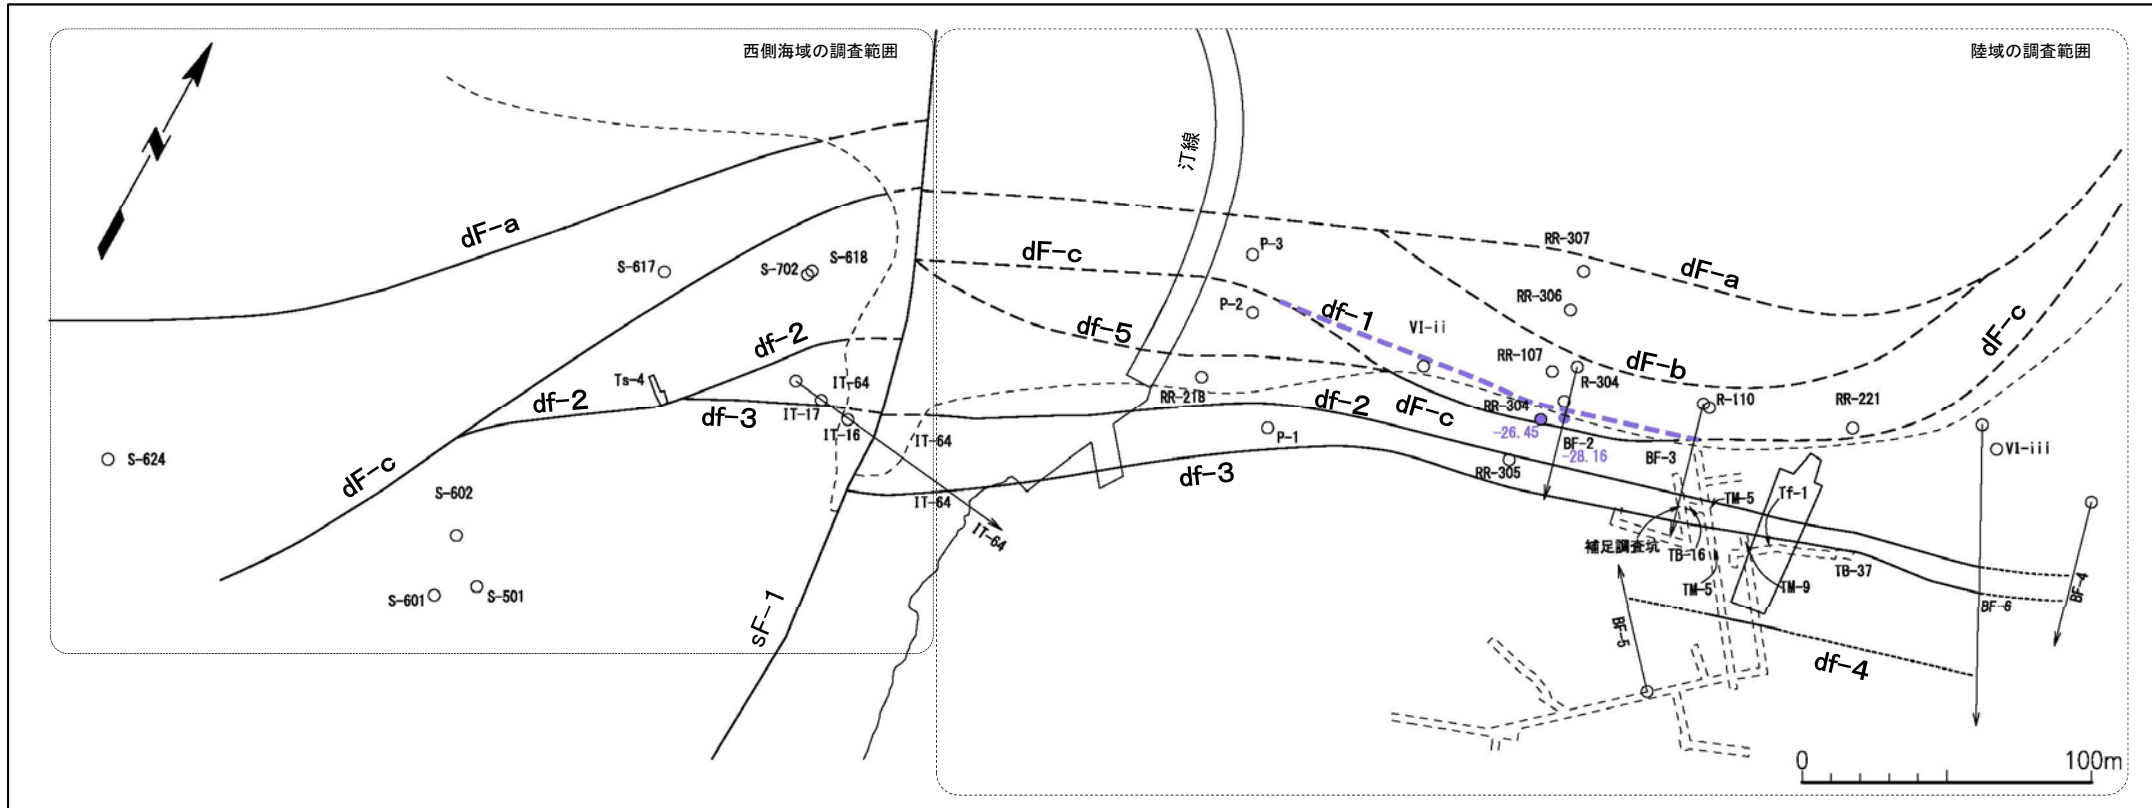 西側海域の調査範囲
陸域の調査範囲
汀線
dF-a
S-617
S-702
S-618
dF-c
P-3
P-2
RR-307
dF-a
RR-306
df-1
VI-ii
df-5
df-2
Ts-4
df-2
df-3
IT-64
IT-17
IT-16
IT-64
IT-64
IT-64
RR-218
P-1
df-2
dF-c
RR-107
dF-b
R-304
RR-304
-26.45
BF-2
-28.16
R-110
BF-3
RR-221
dF-c
VI-iii
RR-305
df-3
S-624
dF-c
S-602
S-601
S-501
sF-1
TM-5
Tf-1
補足調査坑
TB-16
TM-5
TM-9
TB-37
BF-5
BF-6
BF-4
df-4
0
100m